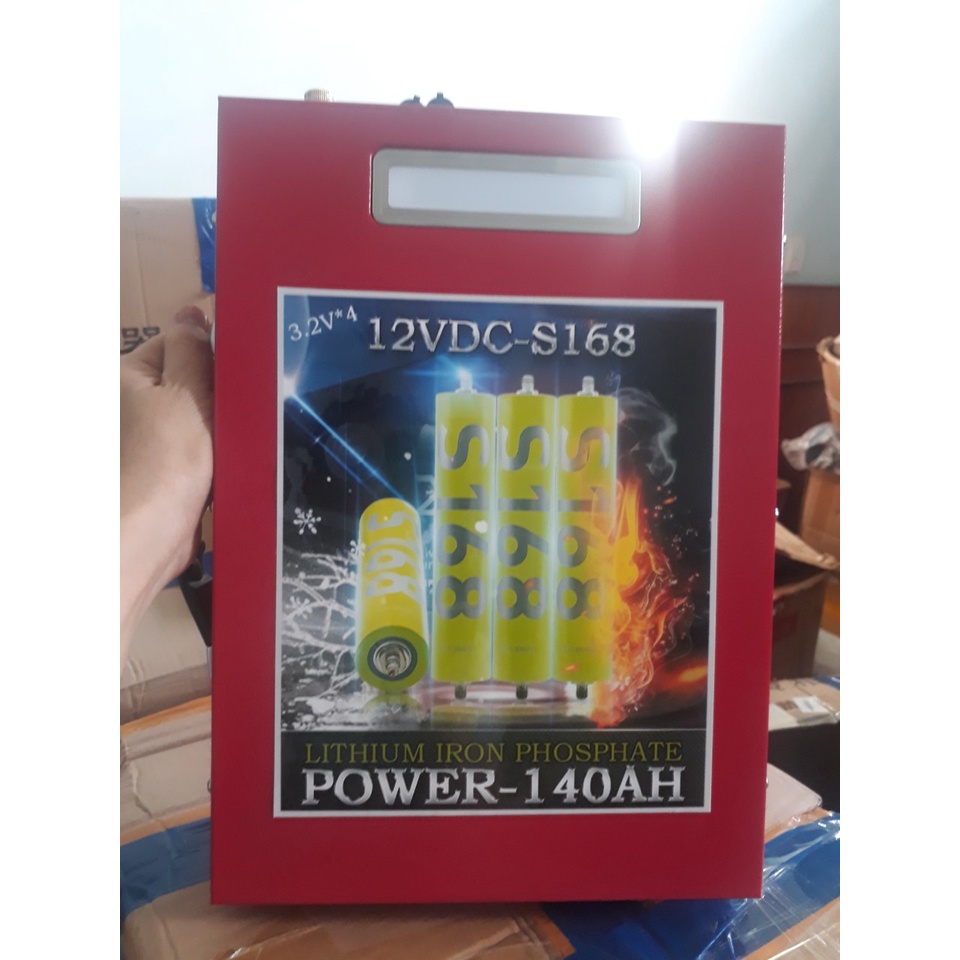 3.2V*4
12VDC-S168
S168
S168
S168
S168
LITHIUM IRON PHOSPHATE
POWER-140AH